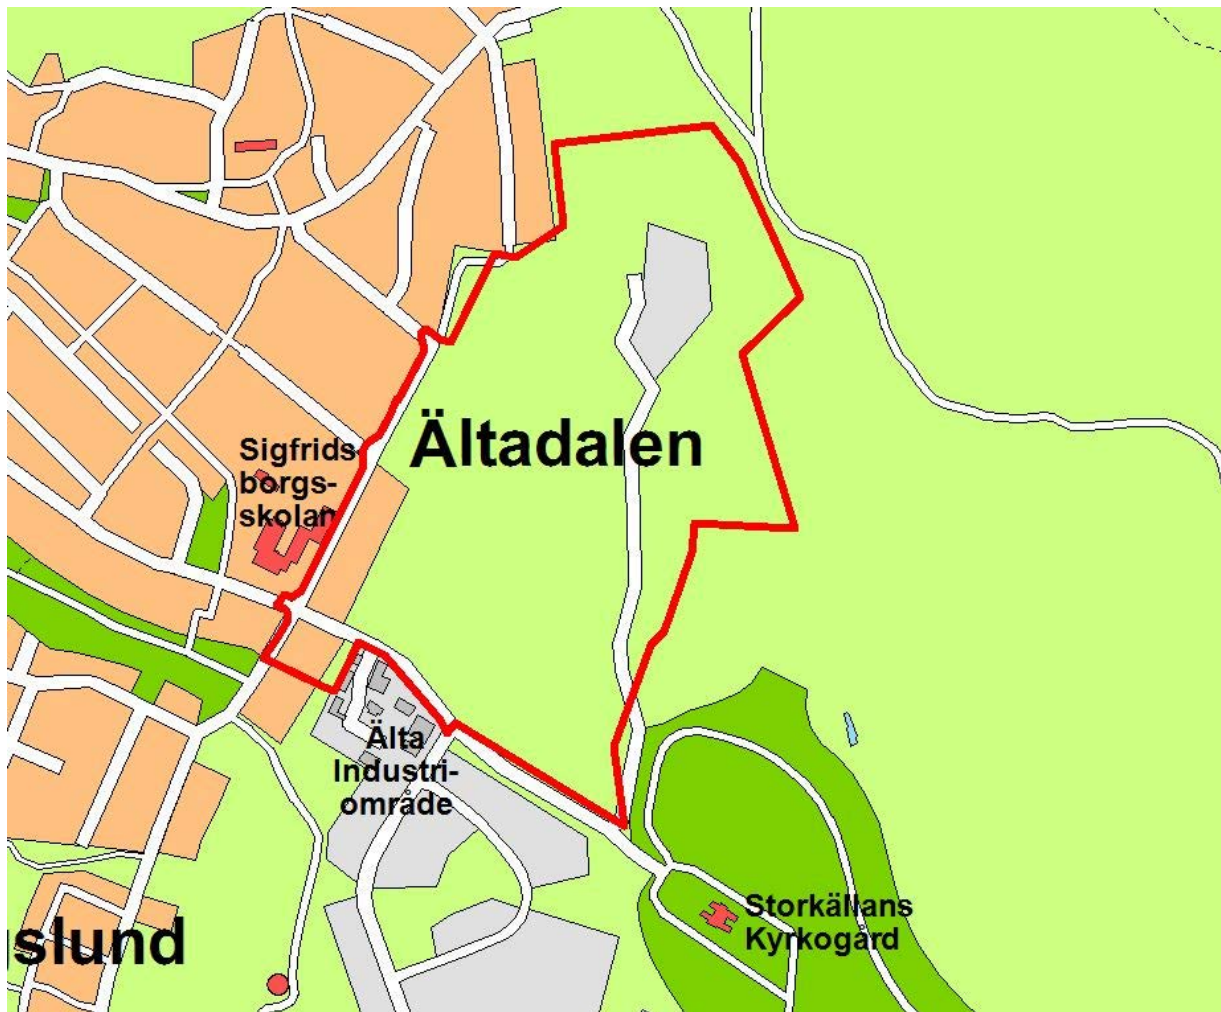 Ältadalen
Sigfrids
borgs-
skolan
Älta
Industri-
område
Storkällans
Kyrkogård
slund